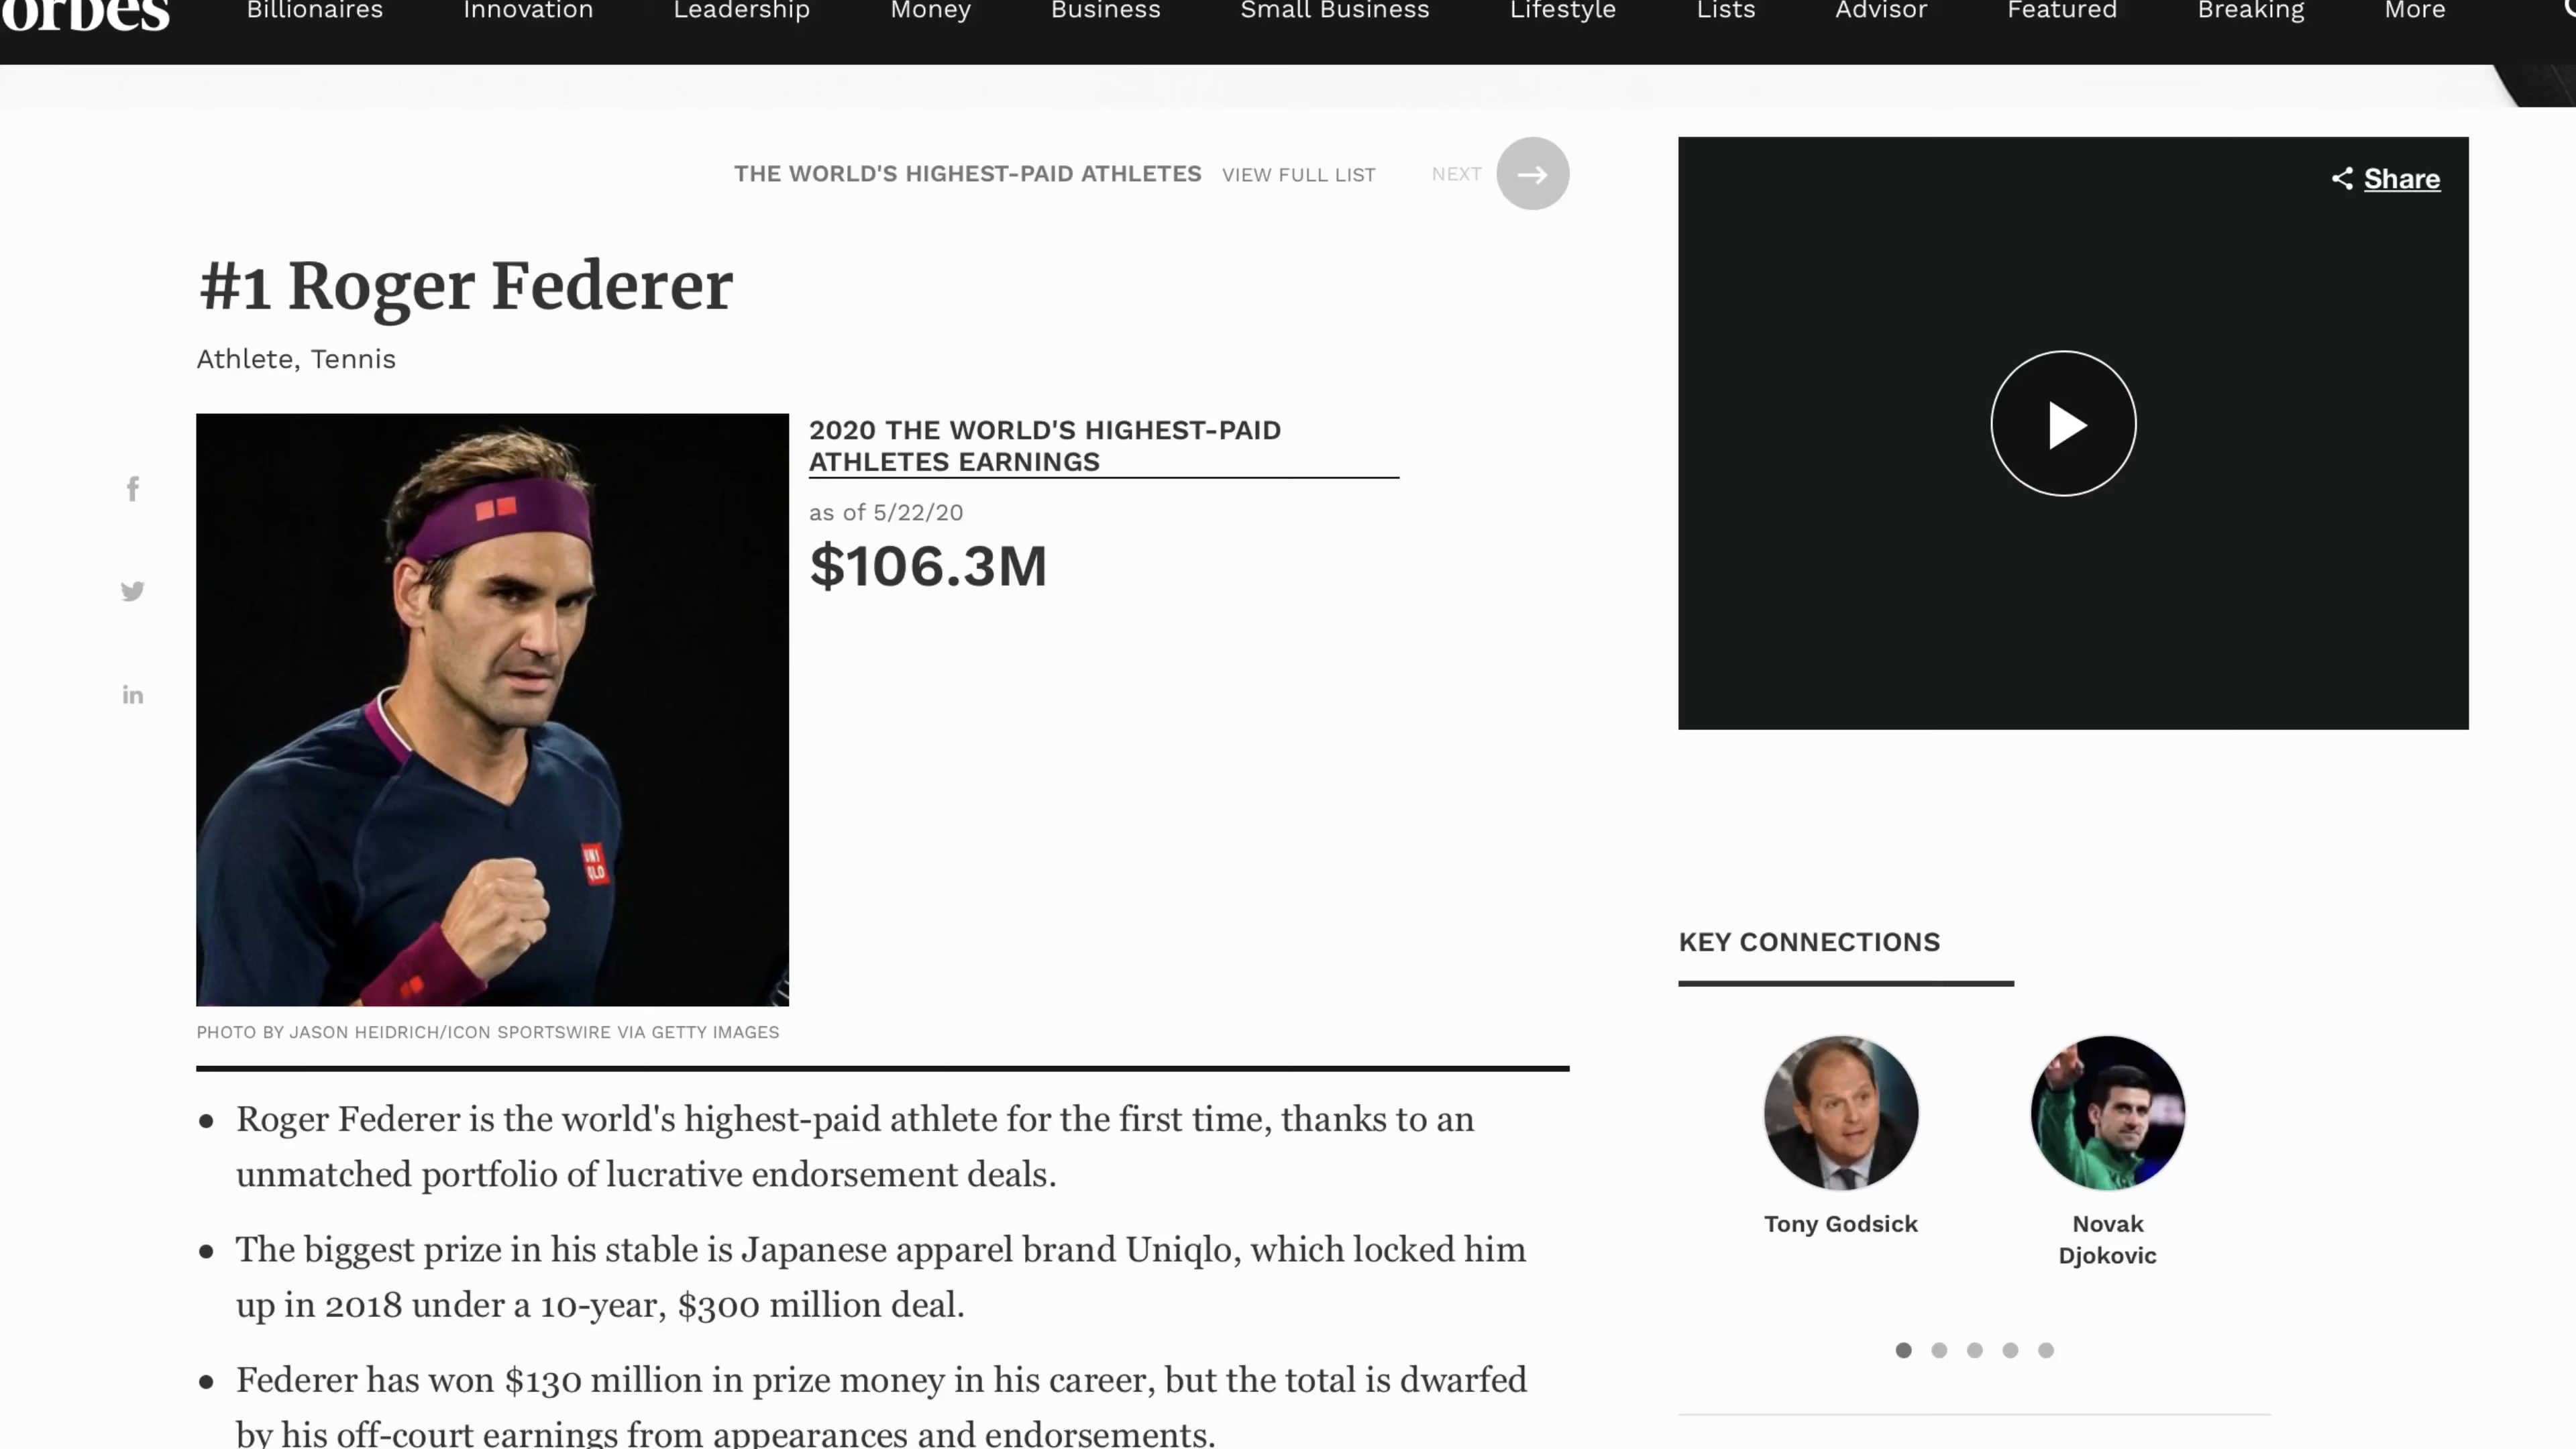 orbes
Billionaires Innovation Leadership Money Business Small Business Lifestyle Lists Advisor Featured Breaking More
THE WORLD'S HIGHEST-PAID ATHLETES VIEW FULL LIST NEXT
#1 Roger Federer
Athlete, Tennis
2020 THE WORLD'S HIGHEST-PAID
ATHLETES EARNINGS
as of 5/22/20
$106.3M
UNI
QLO
PHOTO BY JASON HEIDRICH/ICON SPORTSWIRE VIA GETTY IMAGES
• Roger Federer is the world's highest-paid athlete for the first time, thanks to an
unmatched portfolio of lucrative endorsement deals.
• The biggest prize in his stable is Japanese apparel brand Uniqlo, which locked him
up in 2018 under a 10-year, $300 million deal.
• Federer has won $130 million in prize money in his career, but the total is dwarfed
by his off-court earnings from appearances and endorsements.
Share
KEY CONNECTIONS
Tony Godsick
Novak
Djokovic